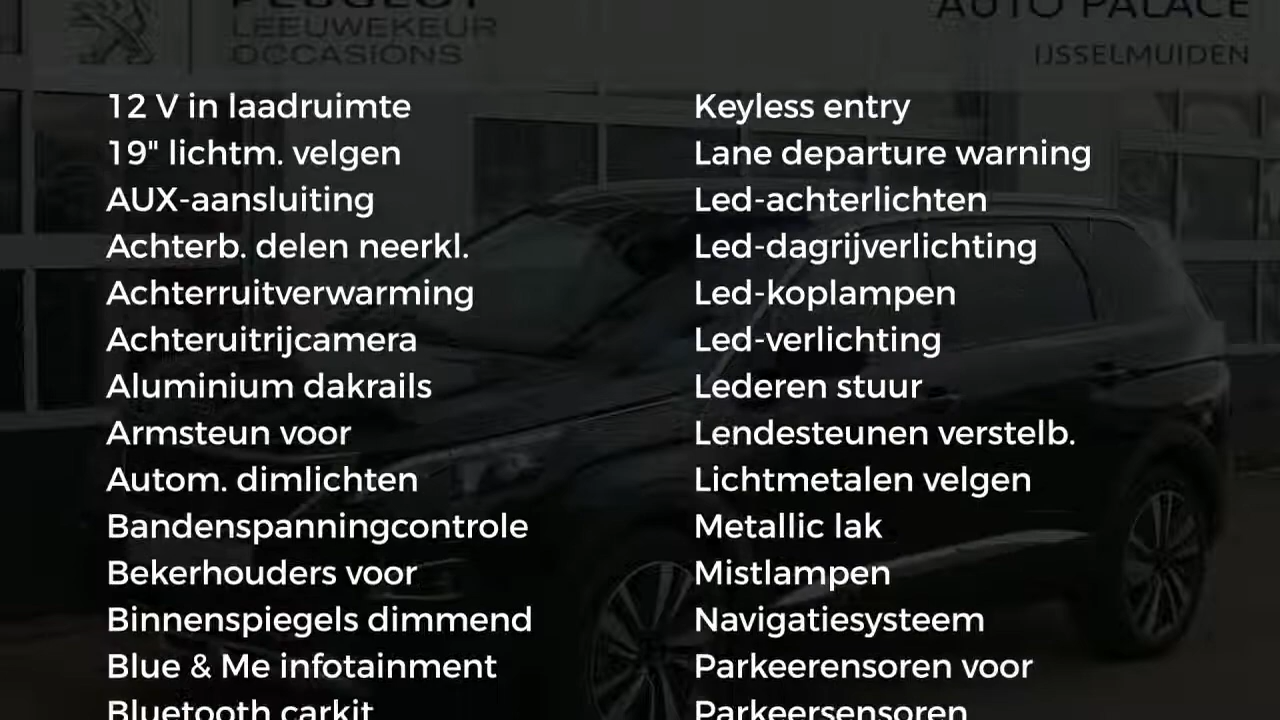 PEUGEOT
LEEUWEKEUR
OCCASIONS
AUTO PALACE
IJSSELMUIDEN
12 V in laadruimte
19" lichtm. velgen
AUX-aansluiting
Achterb. delen neerkl.
Achterruitverwarming
Achteruitrijcamera
Aluminium dakrails
Armsteun voor
Autom. dimlichten
Bandenspanningcontrole
Bekerhouders voor
Binnenspiegels dimmend
Blue & Me infotainment
Bluetooth carkit
Keyless entry
Lane departure warning
Led-achterlichten
Led-dagrijverlichting
Led-koplampen
Led-verlichting
Lederen stuur
Lendesteunen verstelb.
Lichtmetalen velgen
Metallic lak
Mistlampen
Navigatiesysteem
Parkeerensoren voor
Parkeersensoren